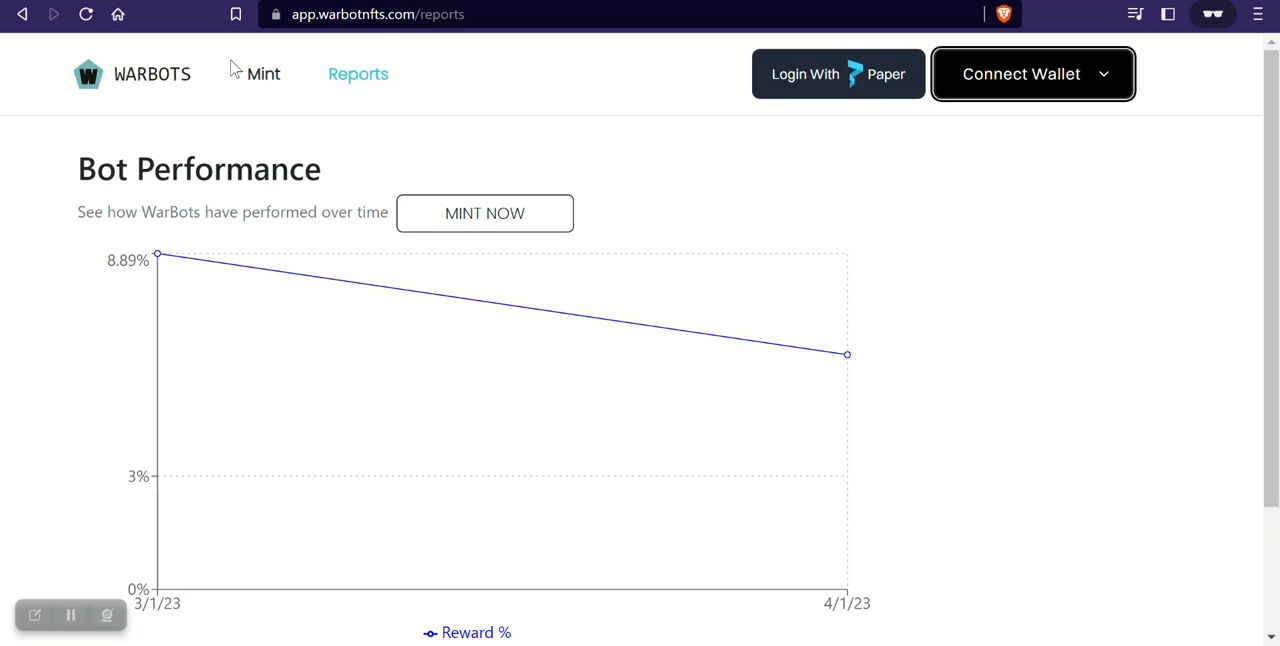 app.warbotnfts.com/reports
W WARBOTS Mint Reports Login With Paper Connect Wallet
Bot Performance
See how WarBots have performed over time MINT NOW
8.89%
3%
0%
3/1/23 4/1/23
Reward %